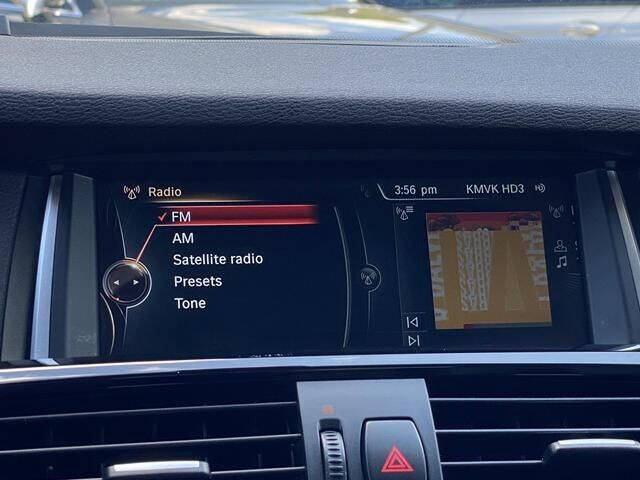 Radio
3:56 pm
KMVK HD3
FM
AM
Satellite radio
Presets
Tone